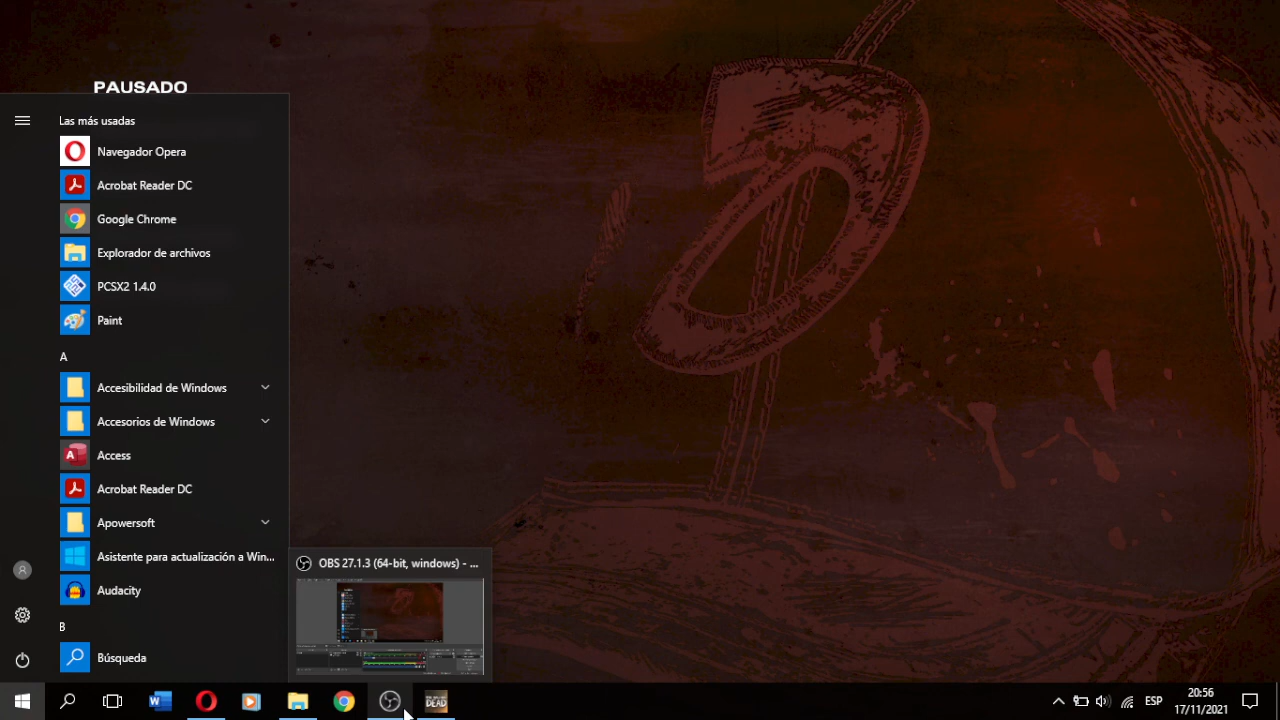 PAUSADO
Las más usadas
Navegador Opera
Acrobat Reader DC
Google Chrome
Explorador de archivos
PCSX2 1.4.0
Paint
A
Accesibilidad de Windows
Accesorios de Windows
Access
Acrobat Reader DC
Apowersoft
Asistente para actualización a Win...
Audacity
B
Búsqueda
OBS 27.1.3 (64-bit, windows) - ...
DEAD
ESP
20:56
17/11/2021